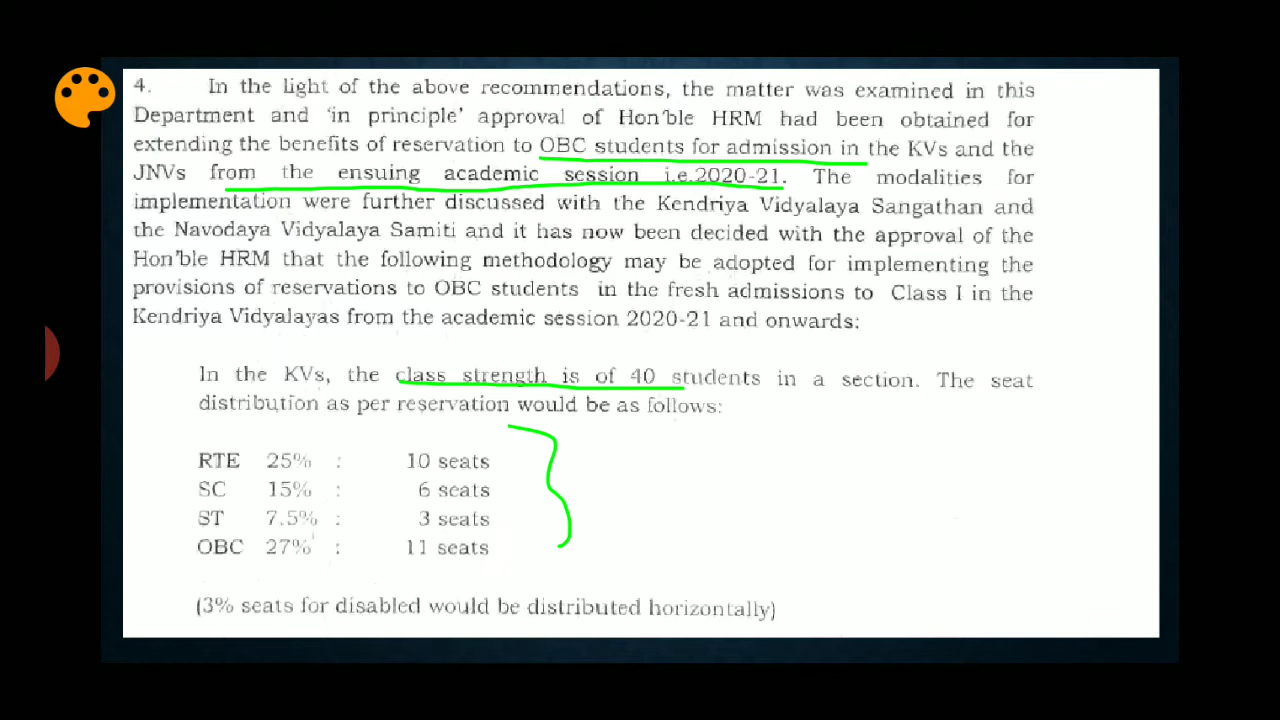 4. In the light of the above recommendations, the matter was examined in this
Department and 'in principle' approval of Hon'ble HRM had been obtained for
extending the benefits of reservation to OBC students for admission in the KVs and the
JNVs from the ensuing academic session i.e.2020-21. The modalities for
implementation were further discussed with the Kendriya Vidyalaya Sangathan and
the Navodaya Vidyalaya Samiti and it has now been decided with the approval of the
Hon'ble HRM that the following methodology may be adopted for implementing the
provisions of reservations to OBC students in the fresh admissions to Class I in the
Kendriya Vidyalayas from the academic session 2020-21 and onwards:
In the KVs, the class strength is of 40 students in a section. The seat
distribution as per reservation would be as follows:
RTE 25% : 10 seats
SC 15% : 6 seats
ST 7.5% : 3 seats
OBC 27% : 11 seats
(3% seats for disabled would be distributed horizontally)